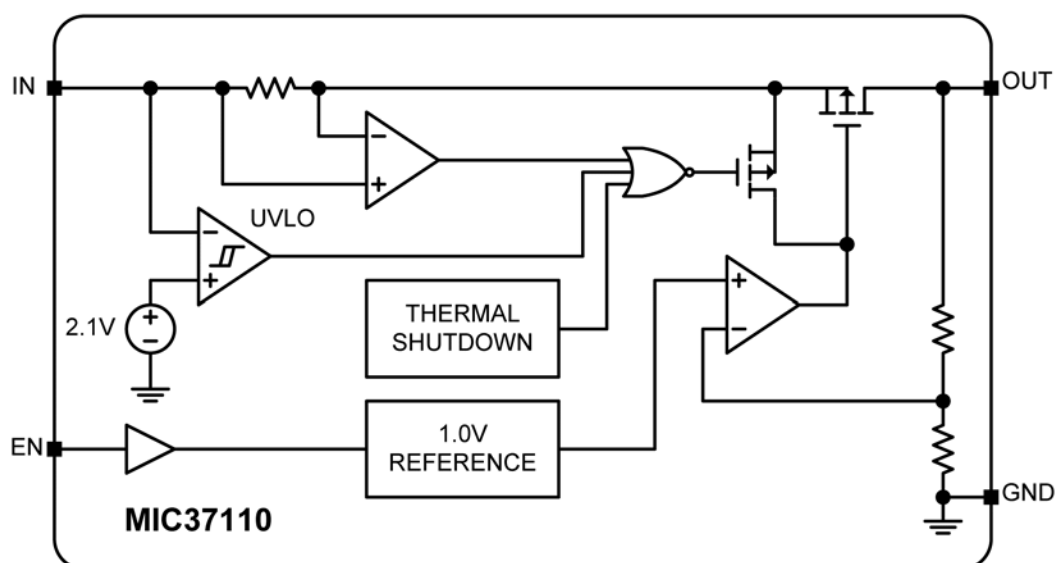 IN
OUT
UVLO
2.1V
THERMAL
SHUTDOWN
EN
1.0V
REFERENCE
GND
MIC37110